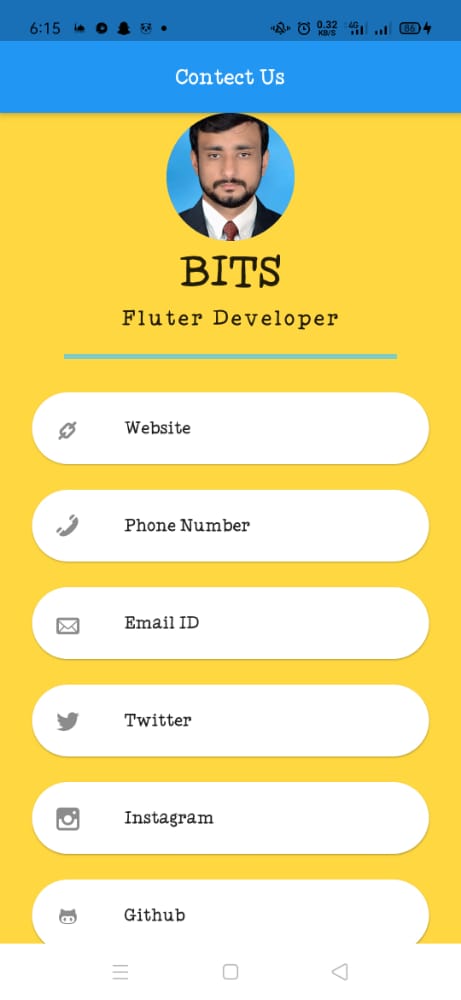 6:15
0.32
KB/S
4G
86
Contect Us
BITS
Fluter Developer
Website
Phone Number
Email ID
Twitter
Instagram
Github